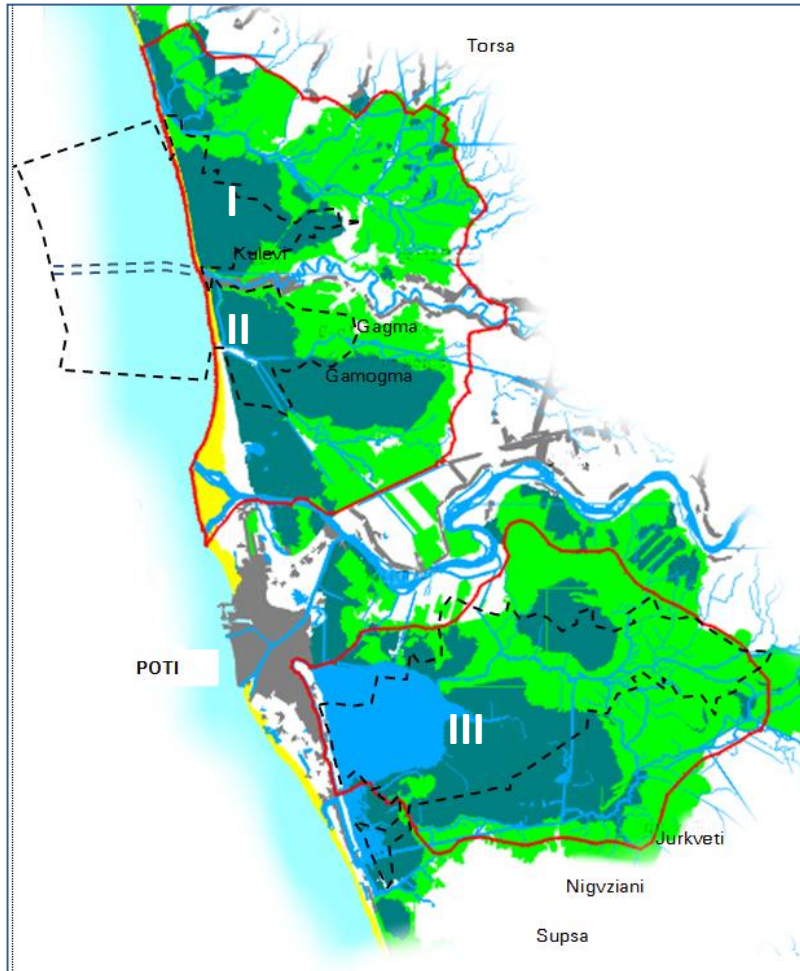 Torsa
I
Kulevi
II
Gagma
Gamogma
POTI
III
Jurkveti
Nigvziani
Supsa